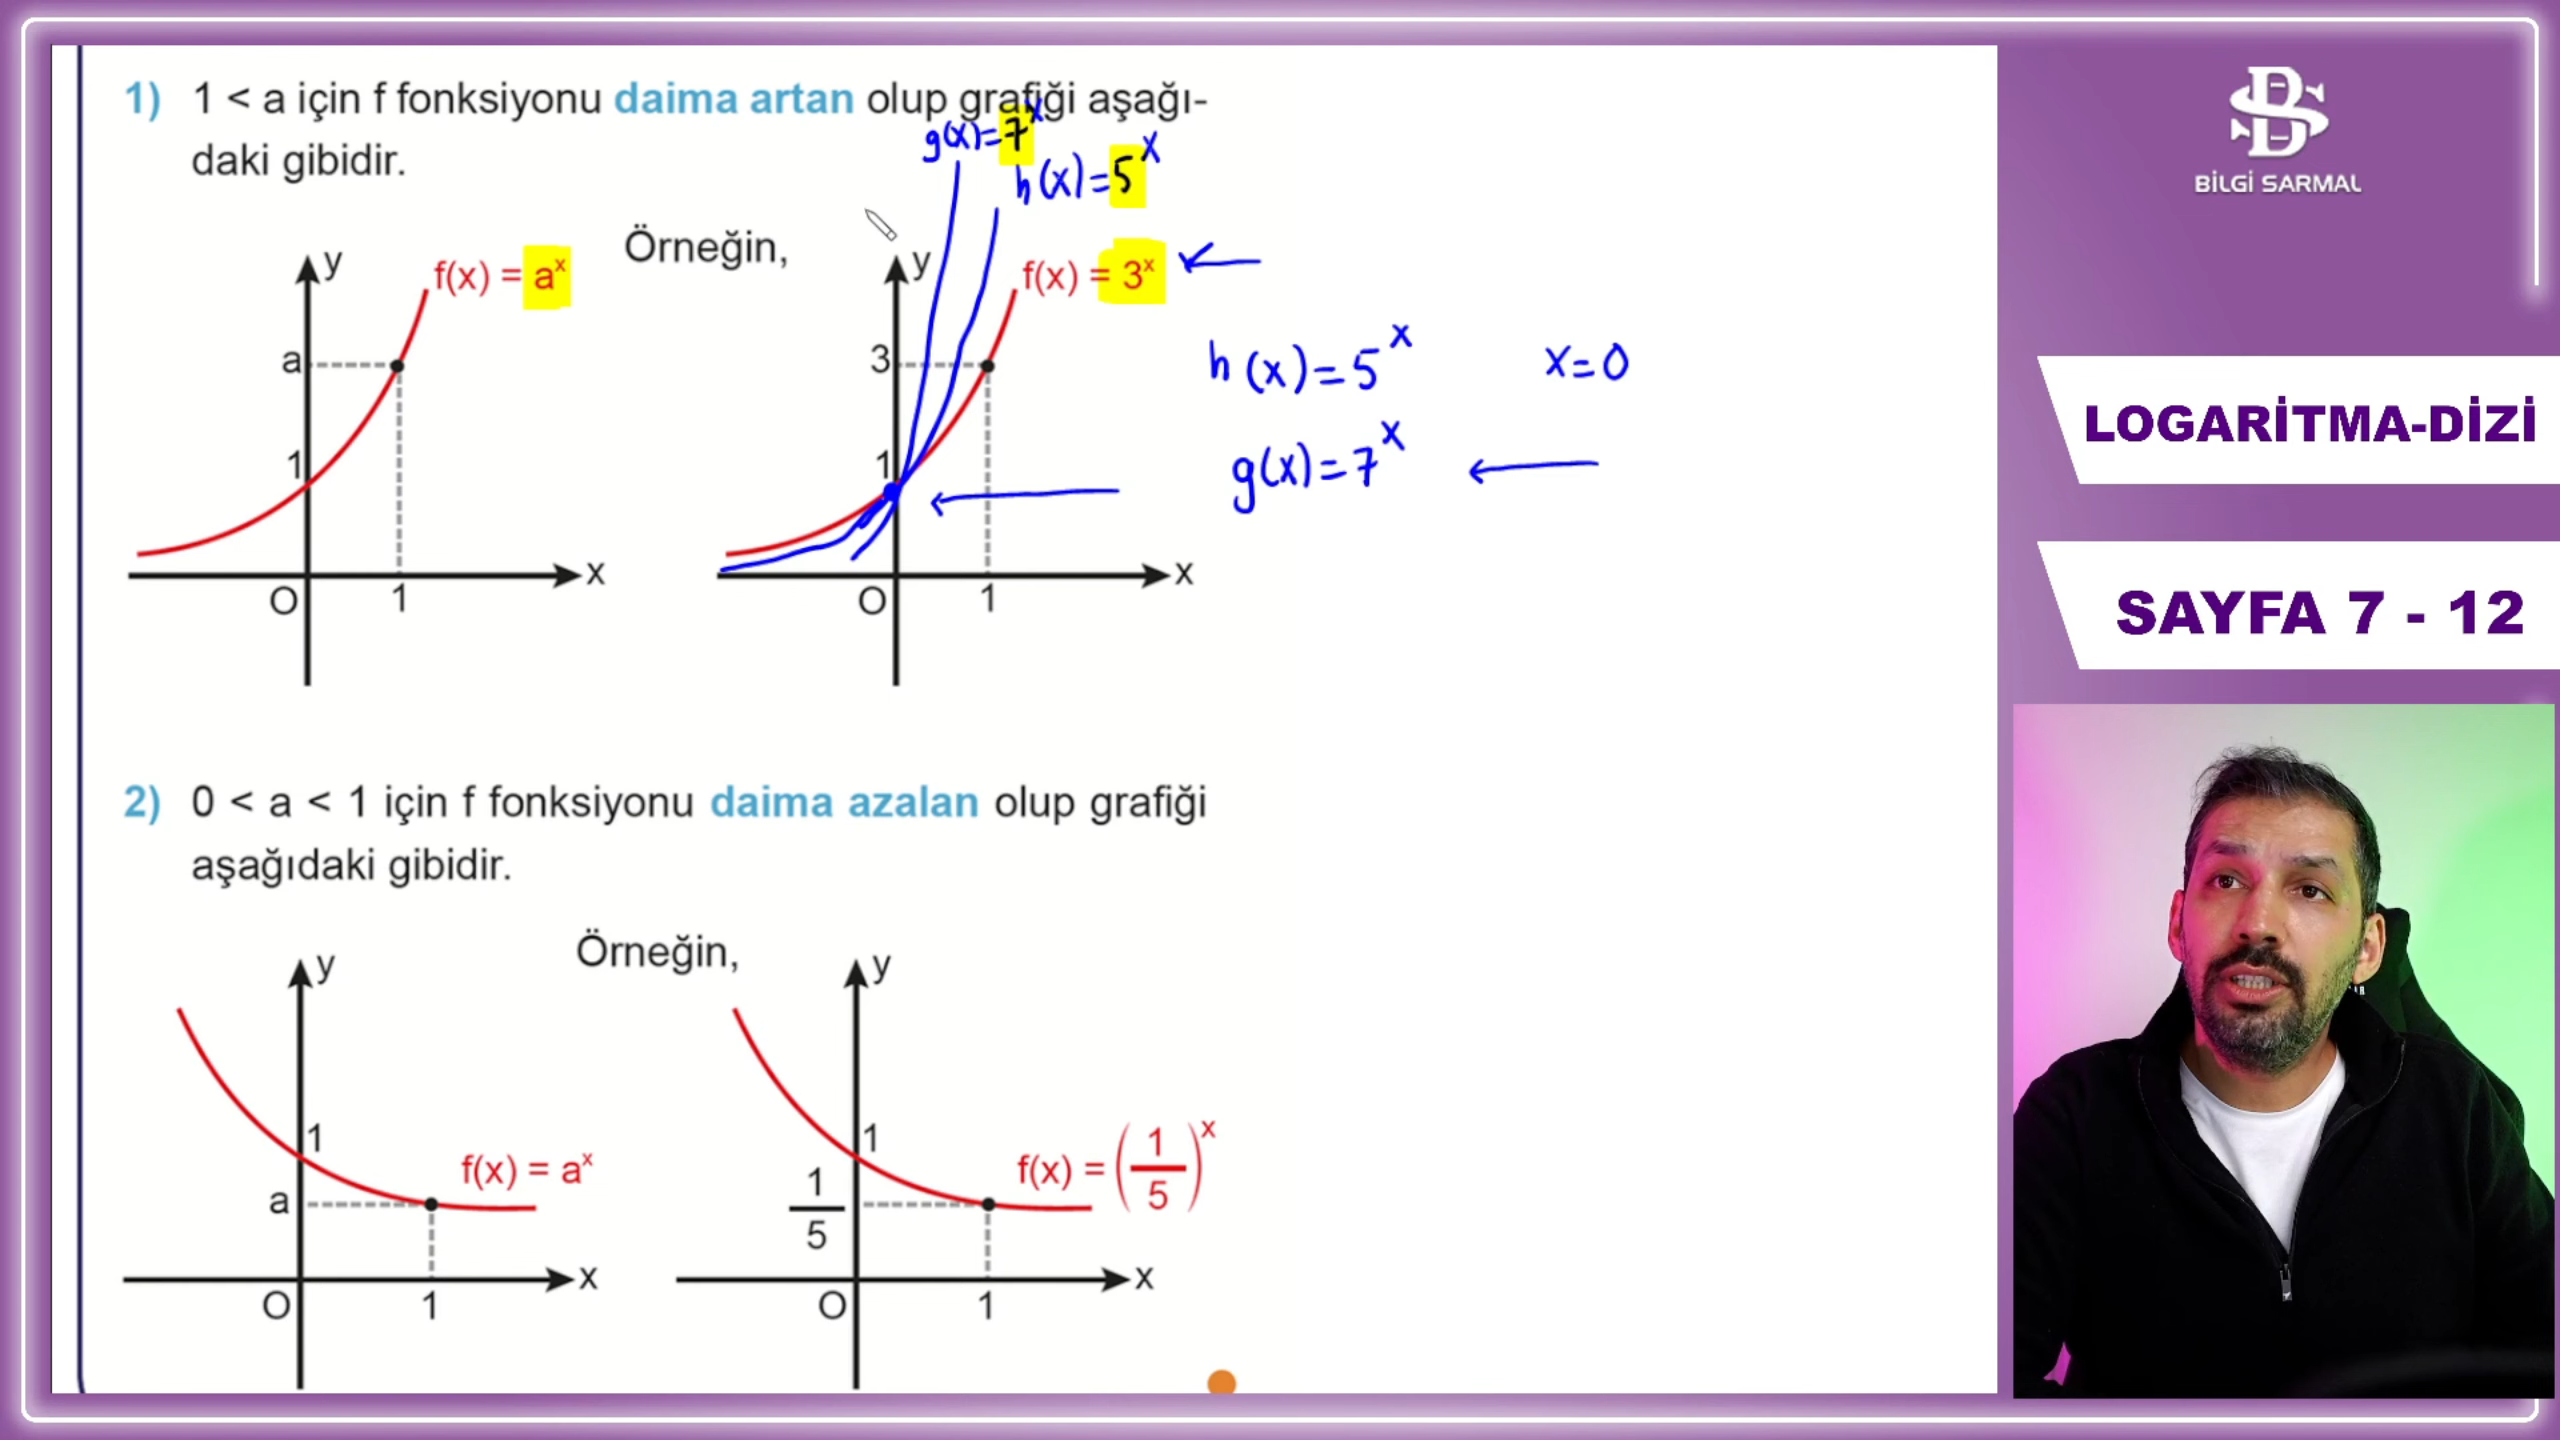 1) 1 < a için f fonksiyonu daima artan olup grafiği aşağı-
daki gibidir.
g(x)=7^x
h(x)=5^x
Örneğin,
y
f(x) = a^x
a
1
O
1
x
y
f(x) = 3^x
3
1
O
1
x
h(x)=5^x x=0
g(x)=7^x
2) 0 < a < 1 için f fonksiyonu daima azalan olup grafiği
aşağıdaki gibidir.
Örneğin,
y
1
f(x) = a^x
a
O
1
x
y
1
f(x) = (1/5)^x
1/5
O
1
x
BS
BİLGİ SARMAL
LOGARİTMA-DİZİ
SAYFA 7 - 12